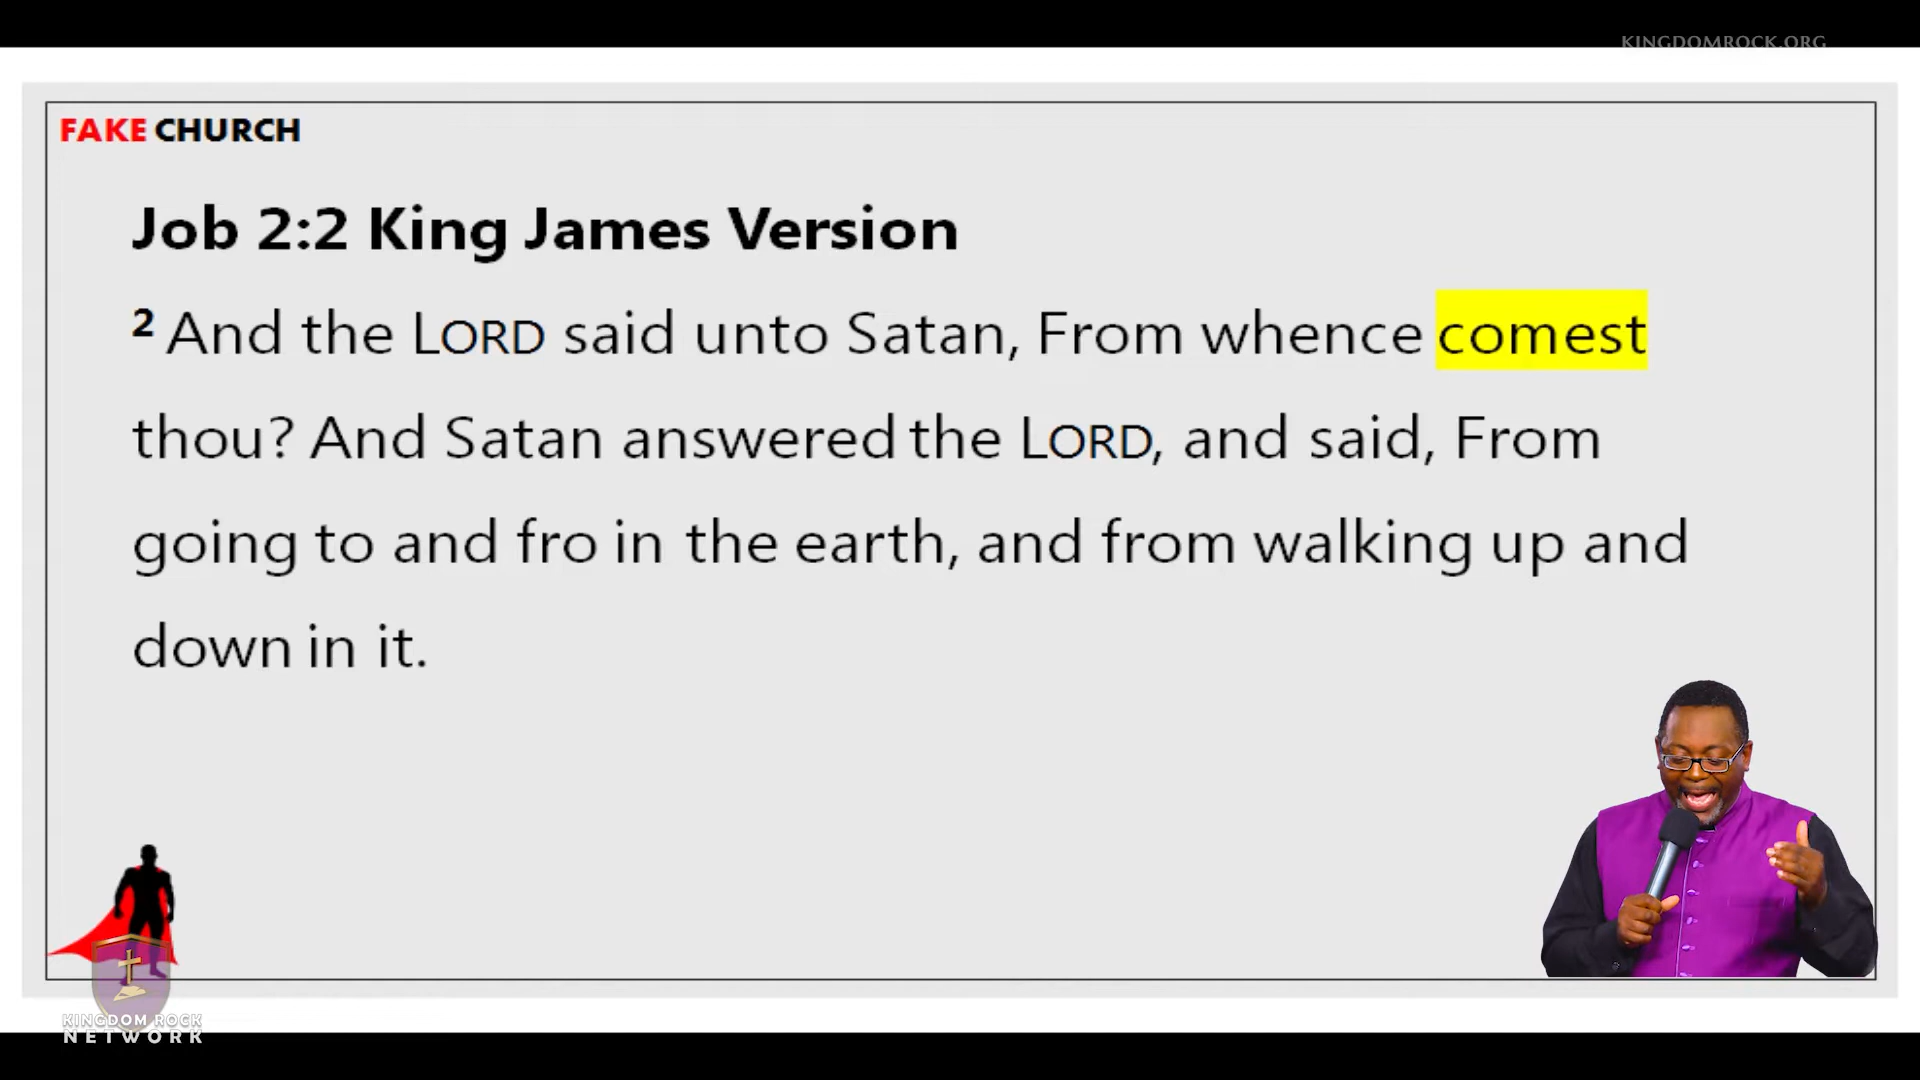 KINGDOMROCK.ORG
FAKE CHURCH
Job 2:2 King James Version
2 And the LORD said unto Satan, From whence comest
thou? And Satan answered the LORD, and said, From
going to and fro in the earth, and from walking up and
down in it.
KINGDOM ROCK
NETWORK